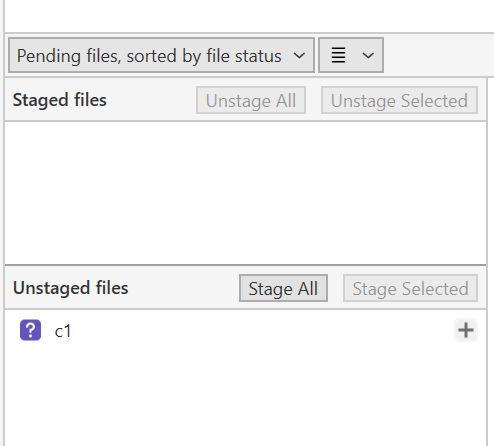 Pending files, sorted by file status
Staged files Unstage All Unstage Selected
Unstaged files Stage All Stage Selected
? c1 +